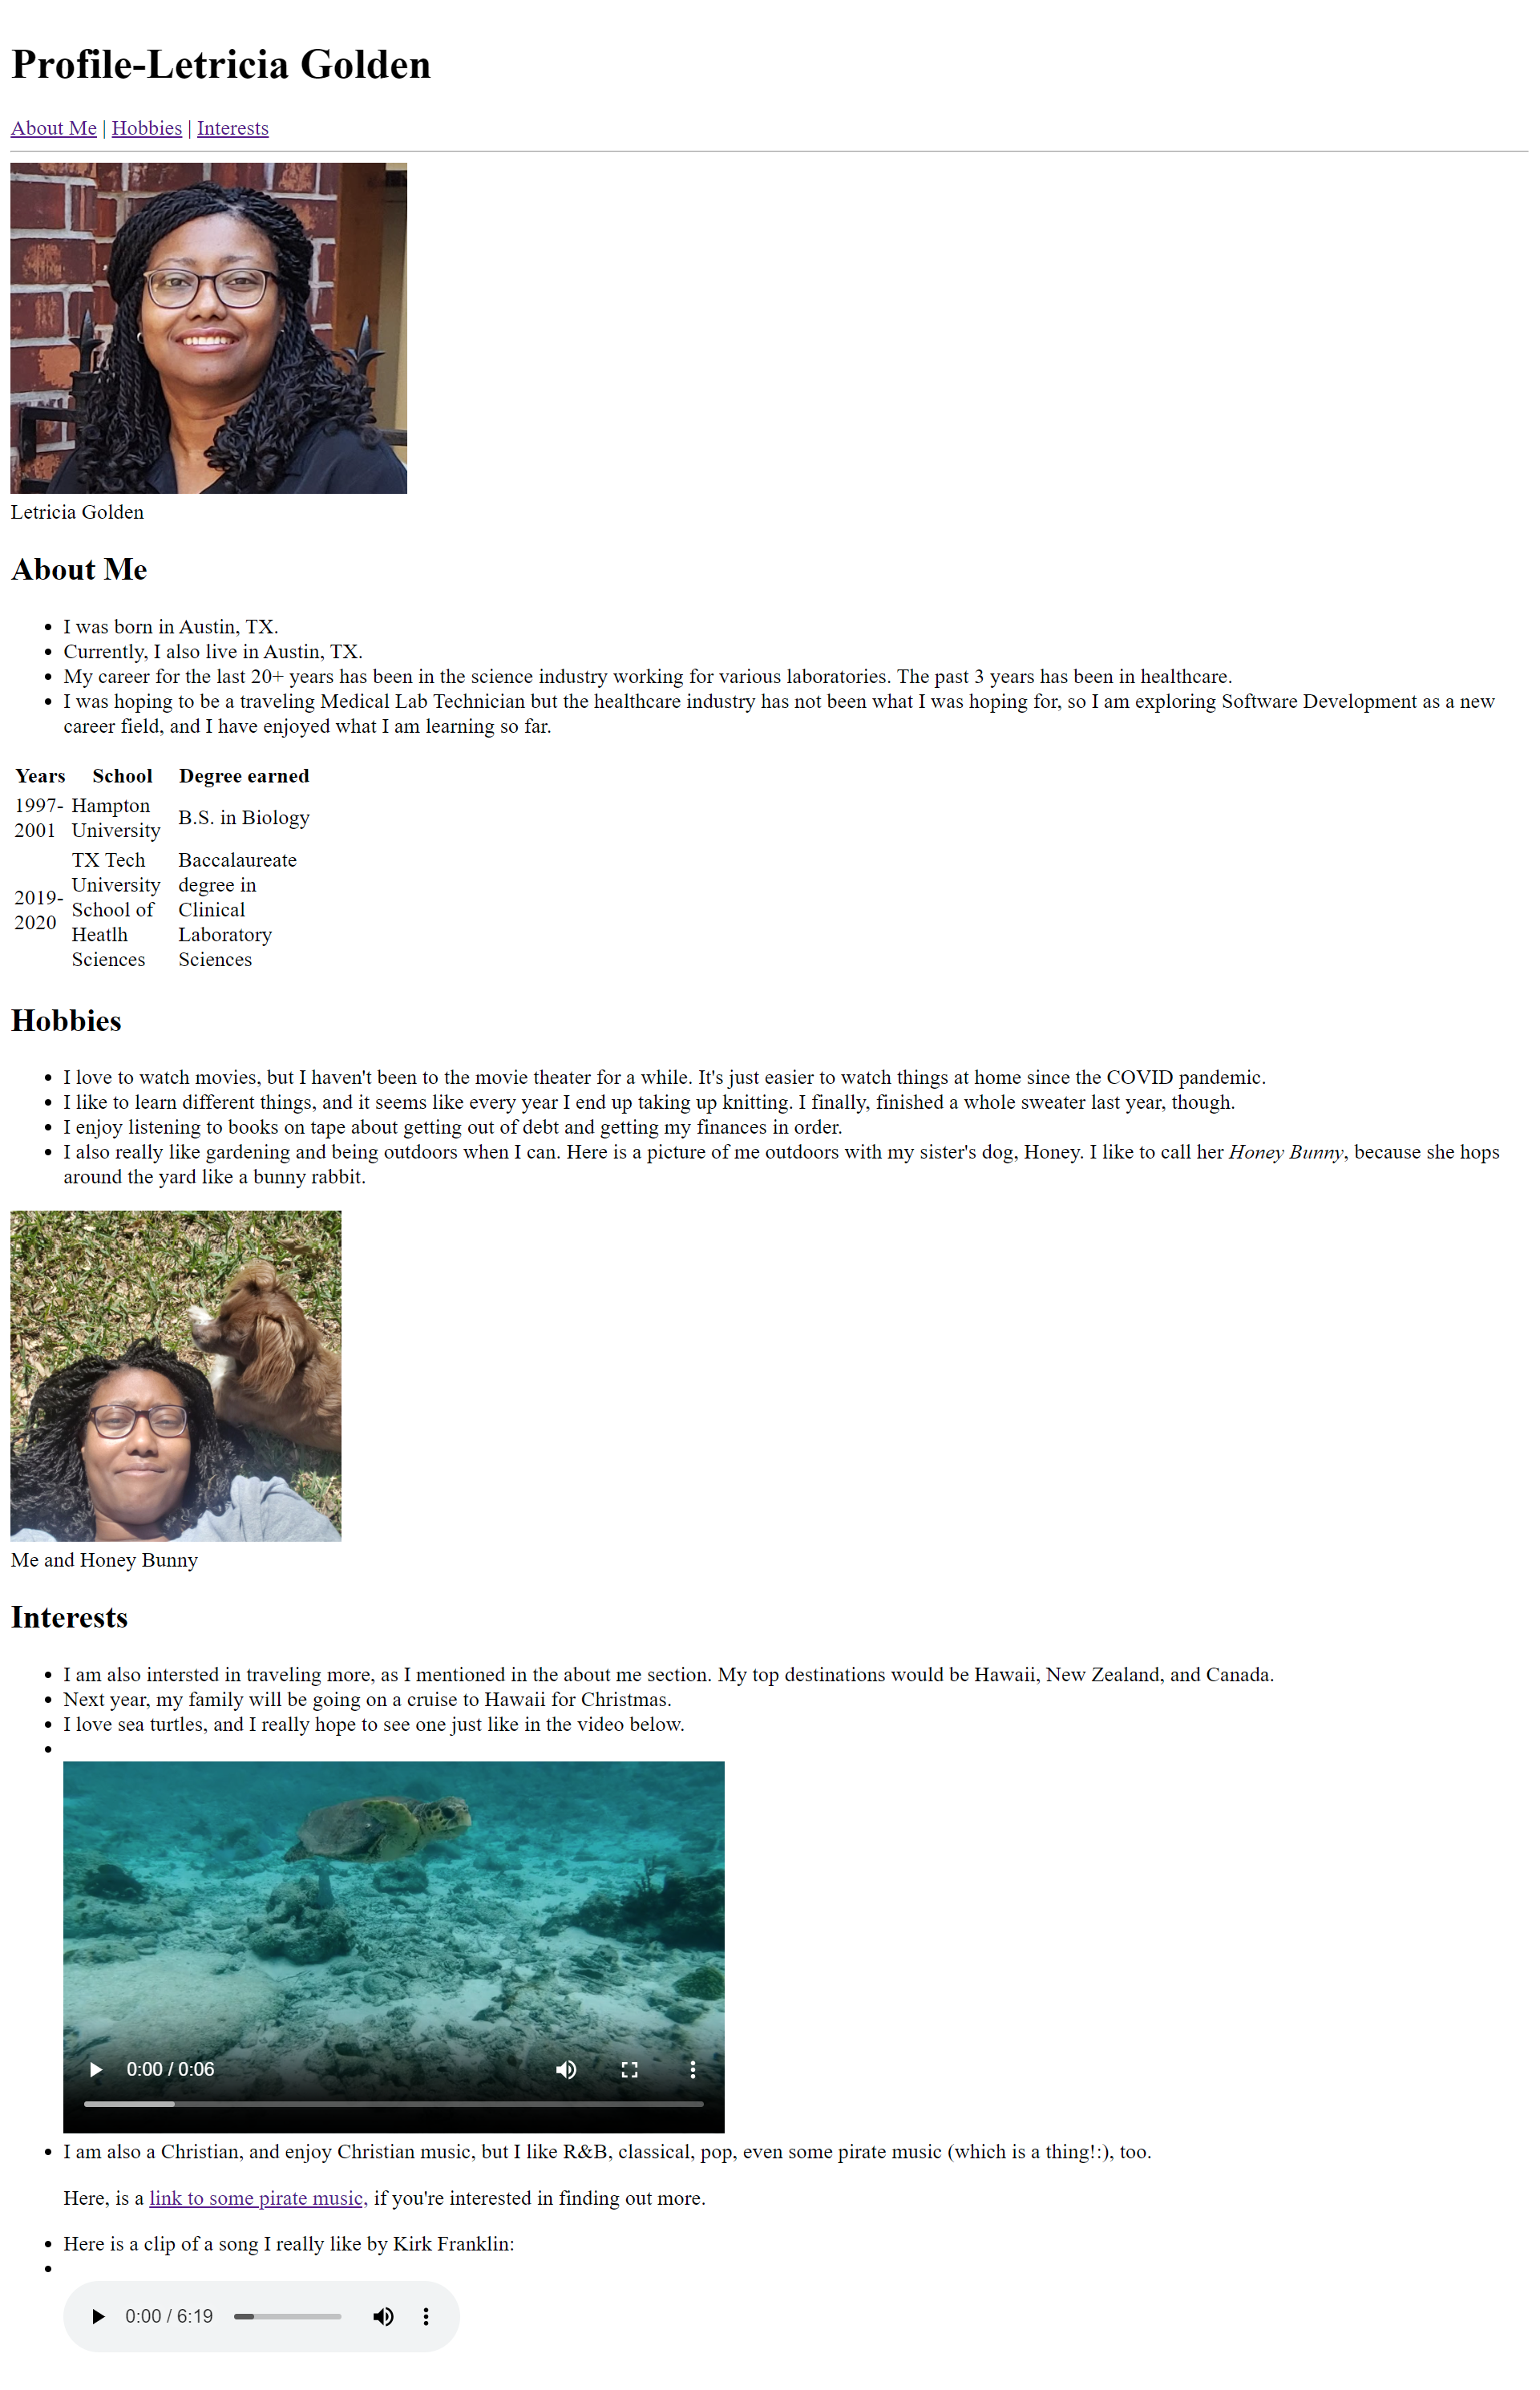 Profile-Letricia Golden
About Me | Hobbies | Interests
Letricia Golden
About Me
• I was born in Austin, TX.
• Currently, I also live in Austin, TX.
• My career for the last 20+ years has been in the science industry working for various laboratories. The past 3 years has been in healthcare.
• I was hoping to be a traveling Medical Lab Technician but the healthcare industry has not been what I was hoping for, so I am exploring Software Development as a new
career field, and I have enjoyed what I am learning so far.
Years School Degree earned
1997-
2001
Hampton
University
B.S. in Biology
2019-
2020
TX Tech
University
School of
Heatlh
Sciences
Baccalaureate
degree in
Clinical
Laboratory
Sciences
Hobbies
• I love to watch movies, but I haven't been to the movie theater for a while. It's just easier to watch things at home since the COVID pandemic.
• I like to learn different things, and it seems like every year I end up taking up knitting. I finally, finished a whole sweater last year, though.
• I enjoy listening to books on tape about getting out of debt and getting my finances in order.
• I also really like gardening and being outdoors when I can. Here is a picture of me outdoors with my sister's dog, Honey. I like to call her Honey Bunny, because she hops
around the yard like a bunny rabbit.
Me and Honey Bunny
Interests
• I am also intersted in traveling more, as I mentioned in the about me section. My top destinations would be Hawaii, New Zealand, and Canada.
• Next year, my family will be going on a cruise to Hawaii for Christmas.
• I love sea turtles, and I really hope to see one just like in the video below.
0:00 / 0:06
• I am also a Christian, and enjoy Christian music, but I like R&B, classical, pop, even some pirate music (which is a thing!:), too.
Here, is a link to some pirate music, if you're interested in finding out more.
• Here is a clip of a song I really like by Kirk Franklin:
0:00 / 6:19